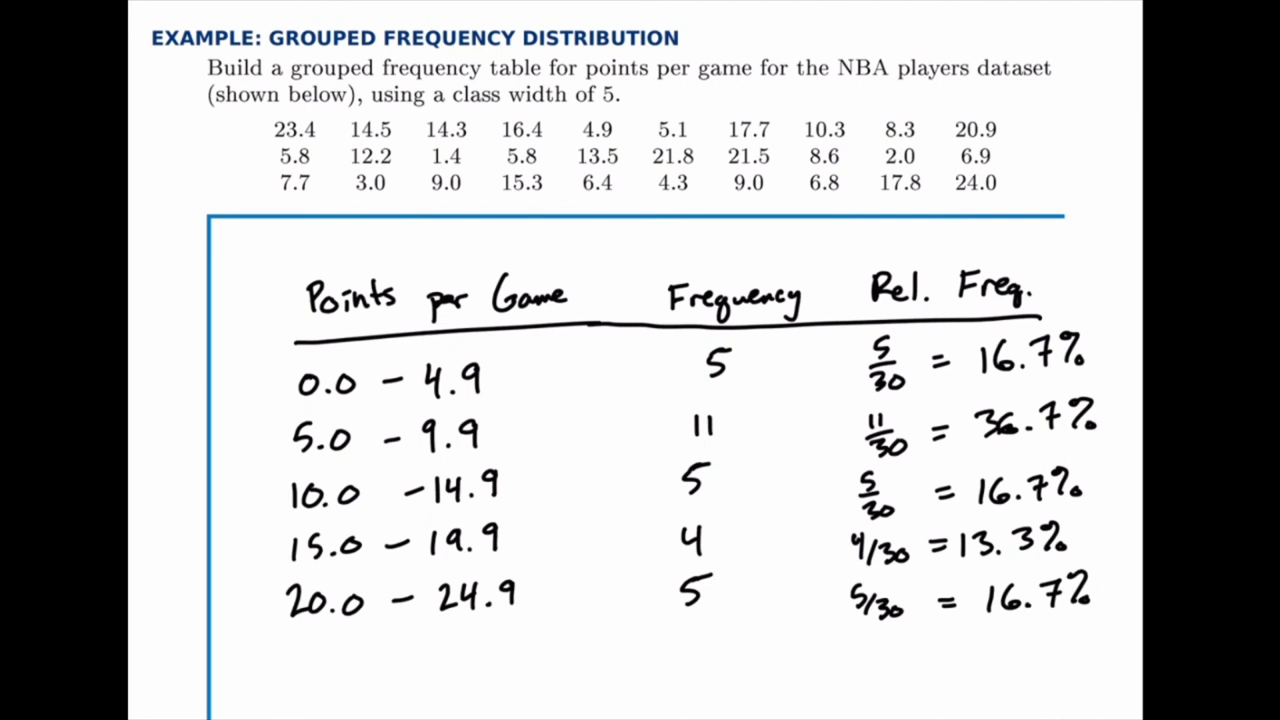 EXAMPLE: GROUPED FREQUENCY DISTRIBUTION
Build a grouped frequency table for points per game for the NBA players dataset
(shown below), using a class width of 5.
23.4 14.5 14.3 16.4 4.9 5.1 17.7 10.3 8.3 20.9
5.8 12.2 1.4 5.8 13.5 21.8 21.5 8.6 2.0 6.9
7.7 3.0 9.0 15.3 6.4 4.3 9.0 6.8 17.8 24.0
Points per Game Frequency Rel. Freq.
0.0 - 4.9 5 5/30 = 16.7%
5.0 - 9.9 11 11/30 = 36.7%
10.0 - 14.9 5 5/30 = 16.7%
15.0 - 19.9 4 4/30 = 13.3%
20.0 - 24.9 5 5/30 = 16.7%